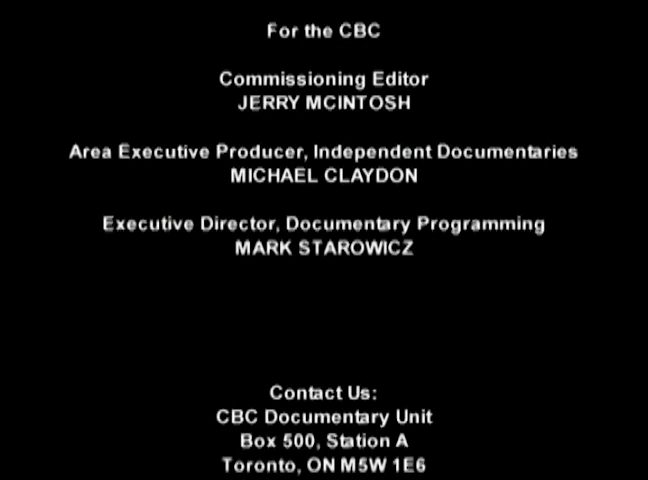 For the CBC
Commissioning Editor
JERRY MCINTOSH
Area Executive Producer, Independent Documentaries
MICHAEL CLAYDON
Executive Director, Documentary Programming
MARK STAROWICZ
Contact Us:
CBC Documentary Unit
Box 500, Station A
Toronto, ON M5W 1E6